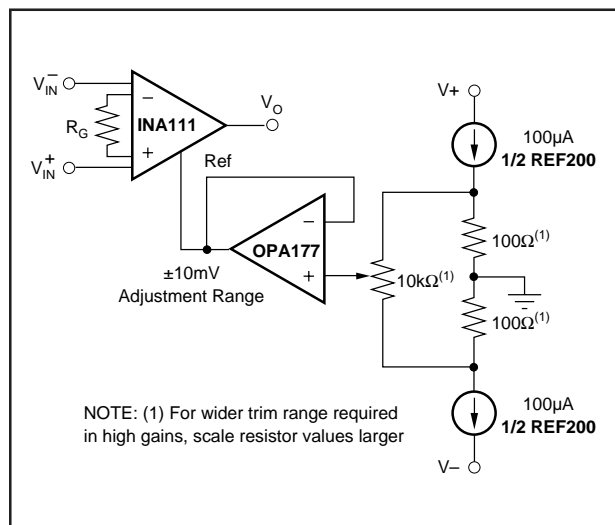 V⁻IN
RG
V⁺IN
INA111
−
+
VO
Ref
OPA177
−
+
±10mV
Adjustment Range
V+
100µA
1/2 REF200
100Ω(1)
10kΩ(1)
100Ω(1)
100µA
1/2 REF200
V–
NOTE: (1) For wider trim range required
in high gains, scale resistor values larger